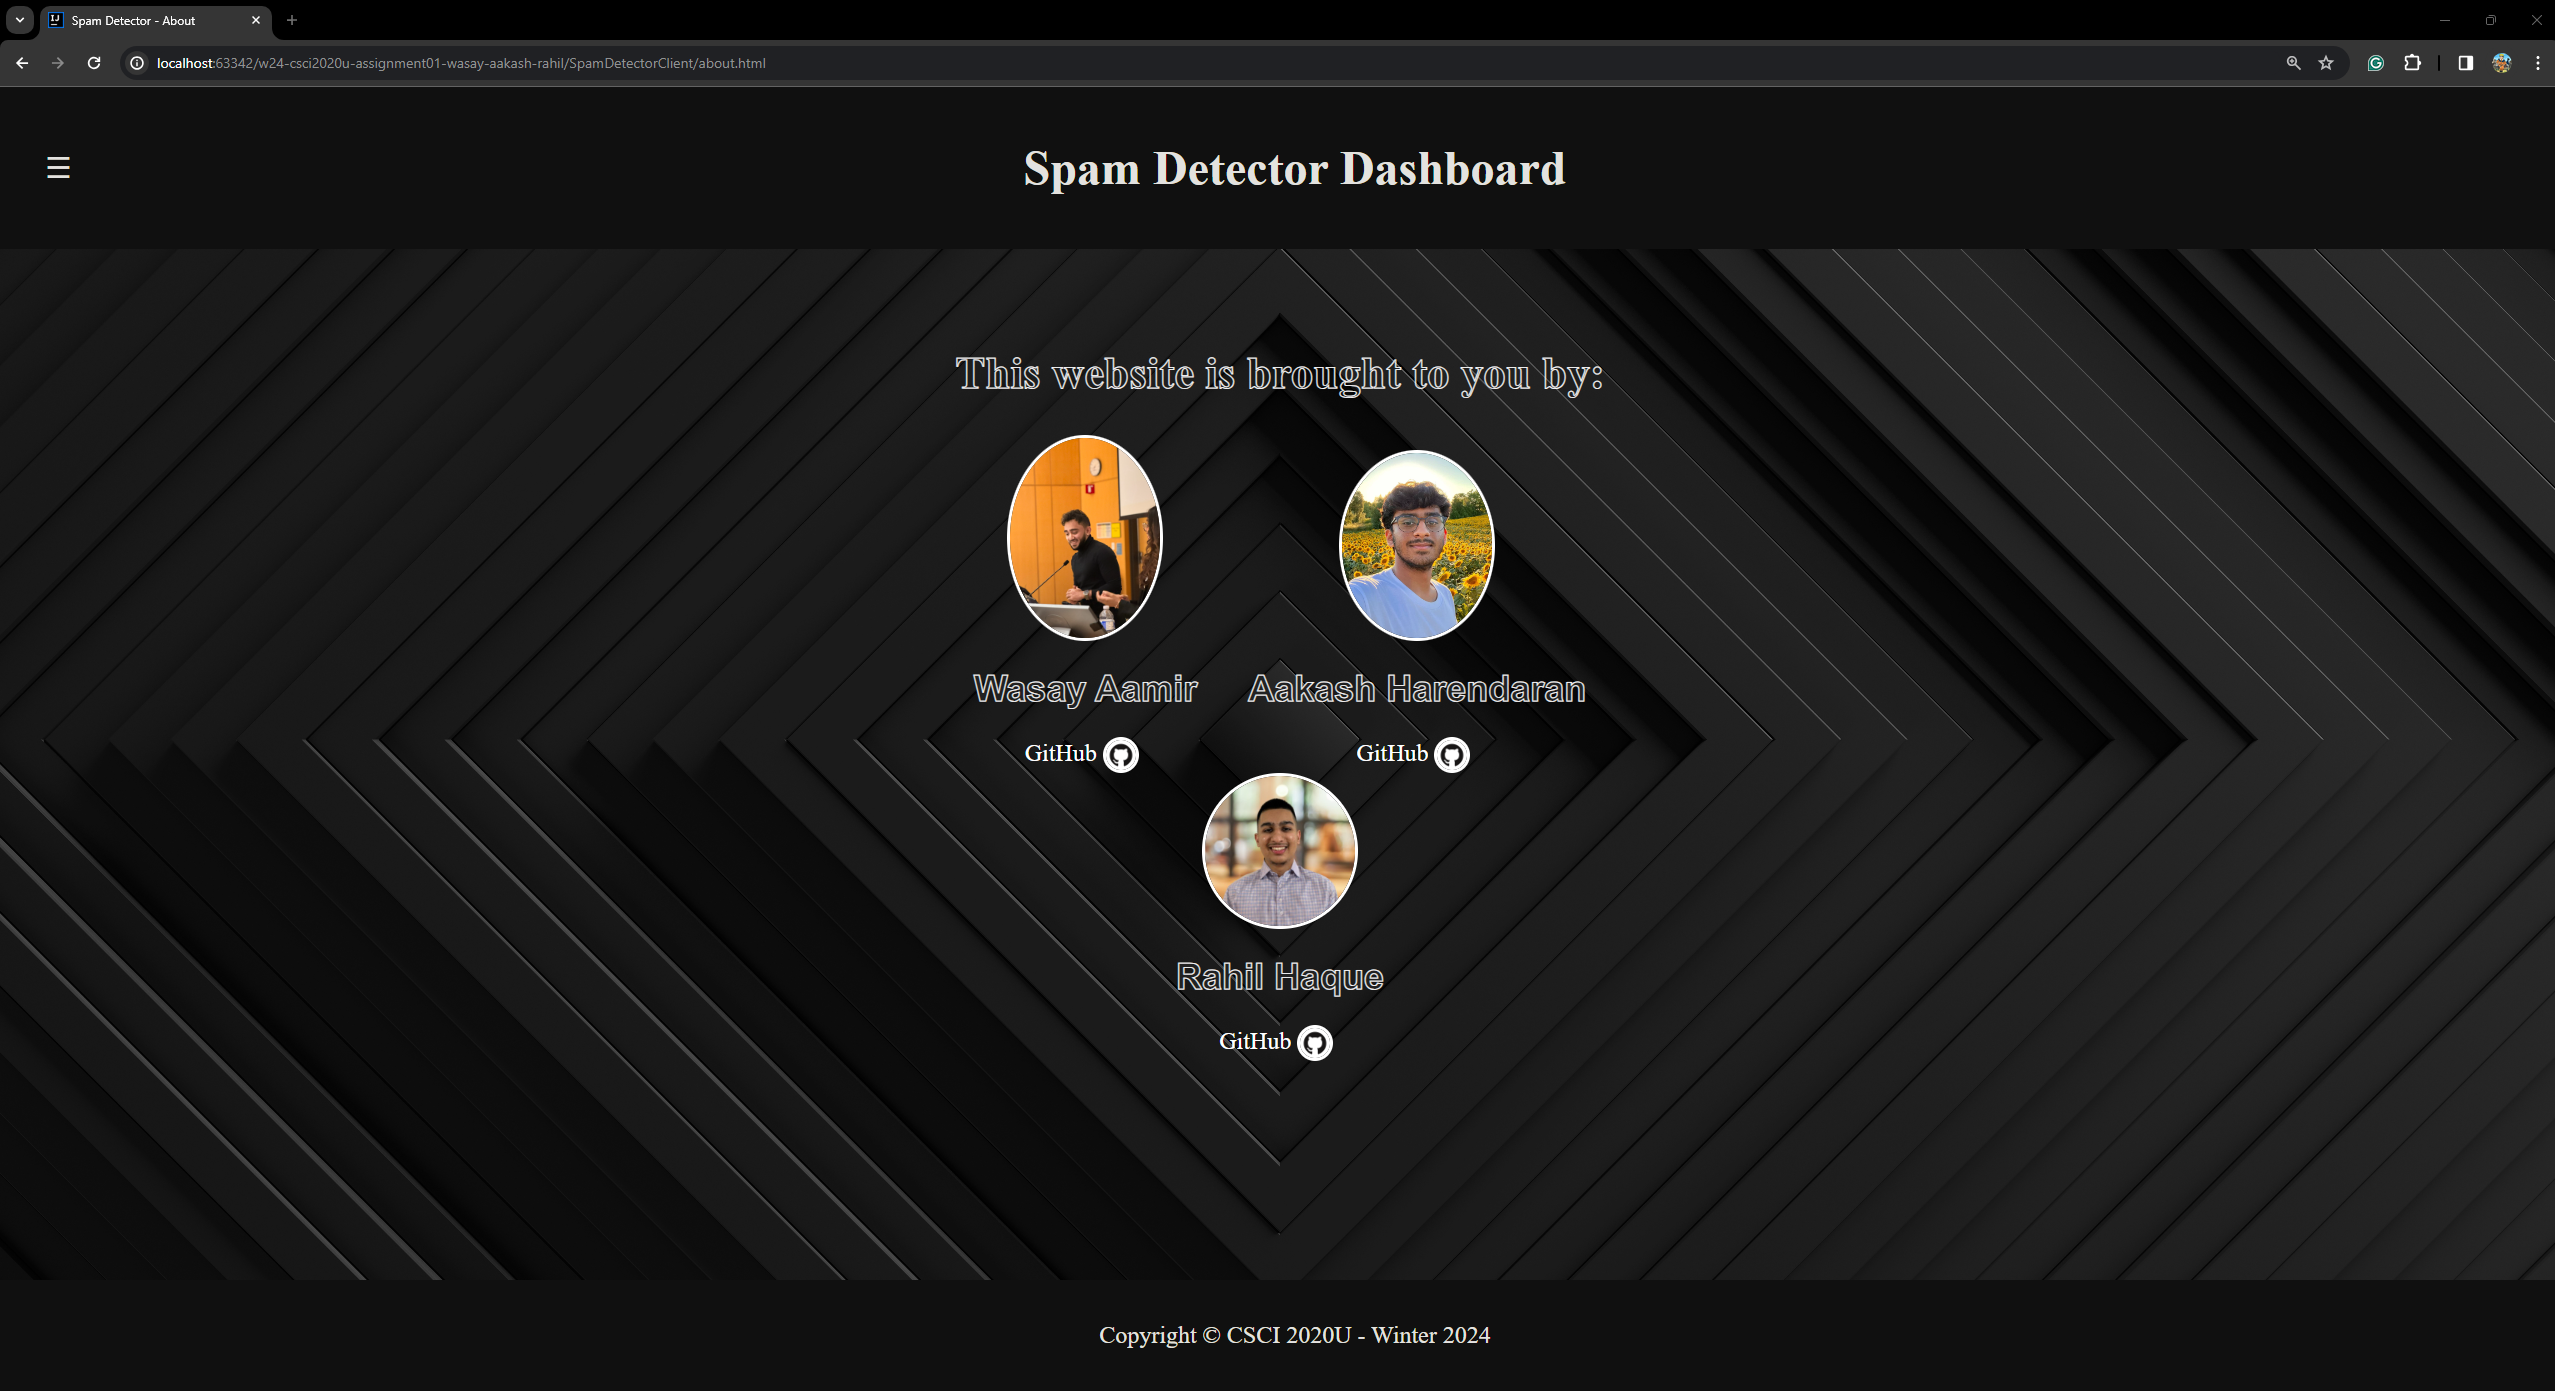 Spam Detector - About
localhost:63342/w24-csci2020u-assignment01-wasay-aakash-rahil/SpamDetectorClient/about.html
☰ Spam Detector Dashboard
This website is brought to you by:
Wasay Aamir Aakash Harendaran
GitHub GitHub
Rahil Haque
GitHub
Copyright © CSCI 2020U - Winter 2024